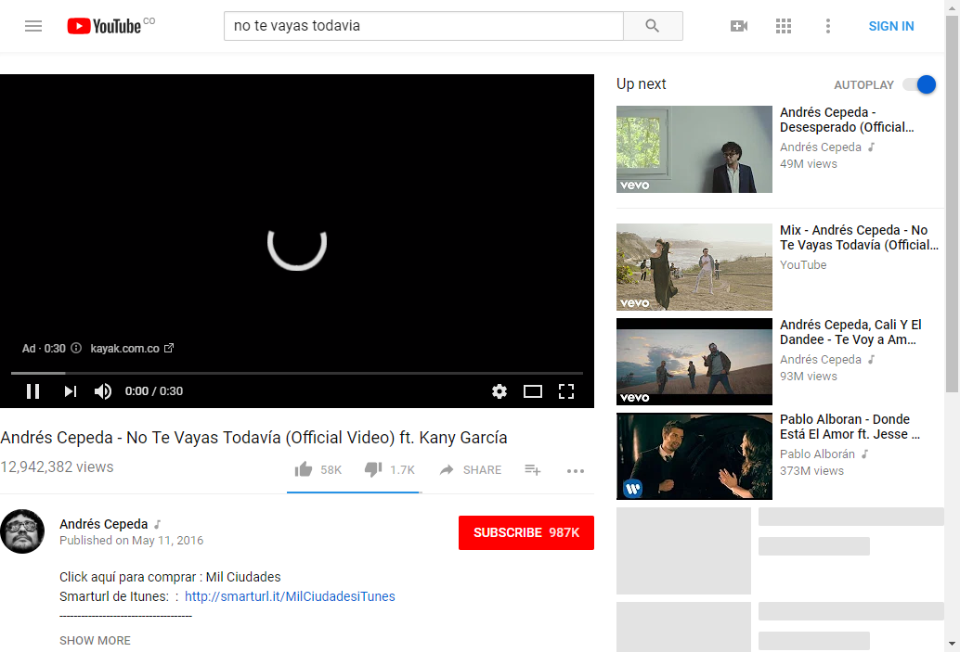 YouTube CO
no te vayas todavia
SIGN IN
Ad · 0:30 kayak.com.co
0:00 / 0:30
Andrés Cepeda - No Te Vayas Todavía (Official Video) ft. Kany García
12,942,382 views
58K
1.7K
SHARE
Andrés Cepeda
Published on May 11, 2016
SUBSCRIBE 987K
Click aquí para comprar : Mil Ciudades
Smarturl de Itunes: : http://smarturl.it/MilCiudadesiTunes
-----------------------------------
SHOW MORE
Up next
AUTOPLAY
vevo
Andrés Cepeda -
Desesperado (Official...
Andrés Cepeda
49M views
vevo
Mix - Andrés Cepeda - No
Te Vayas Todavía (Official...
YouTube
vevo
Andrés Cepeda, Cali Y El
Dandee - Te Voy a Am...
Andrés Cepeda
93M views
Pablo Alboran - Donde
Está El Amor ft. Jesse ...
Pablo Alborán
373M views